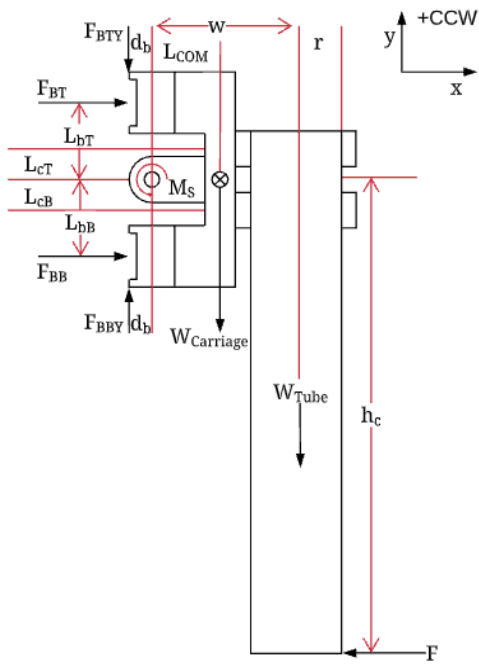 +CCW
y
x
F_BTY
d_b
w
r
L_COM
F_BT
L_bT
L_cT
M_S
L_cB
L_bB
F_BB
F_BBY
d_b
W_Carriage
W_Tube
h_c
F